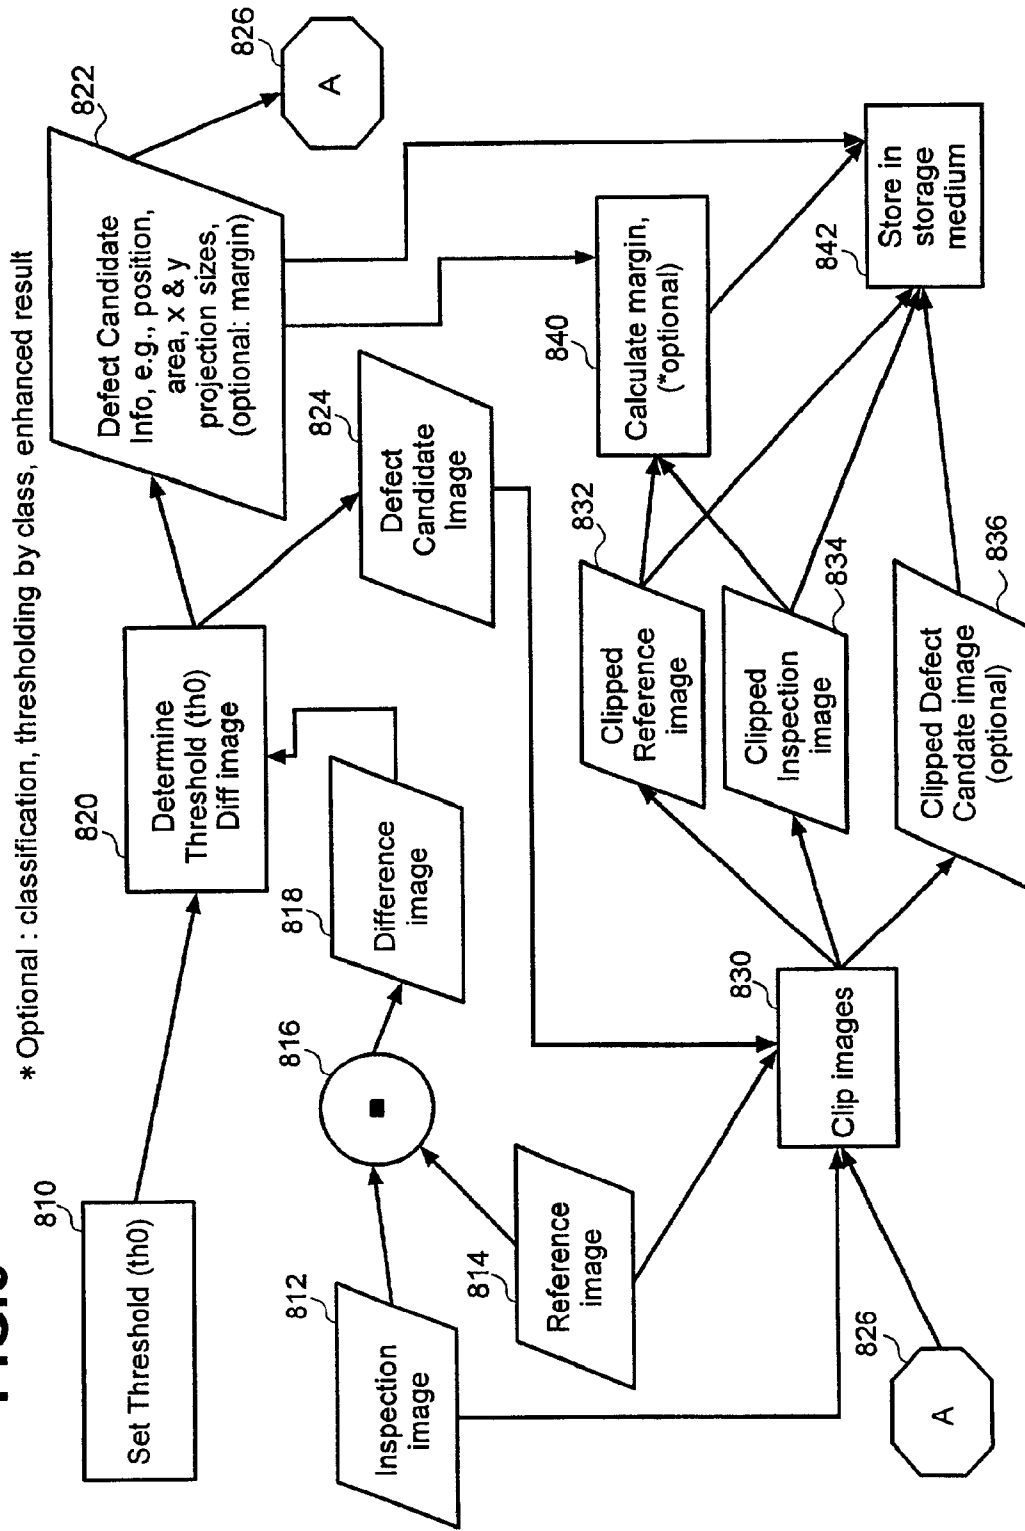 *Optional : classification, thresholding by class, enhanced result
810
Set Threshold (th0)
820
Determine
Threshold (th0)
Diff image
822
Defect Candidate
Info, e.g., position,
area, x & y
projection sizes,
(optional: margin)
826
A
812
Inspection
image
816
818
Difference
image
824
Defect
Candidate
Image
814
Reference
image
832
Clipped
Reference
image
840
Calculate margin,
(*optional)
834
Clipped
Inspection
image
826
A
830
Clip images
836
Clipped Defect
Candidate image
(optional)
842
Store in
storage
medium